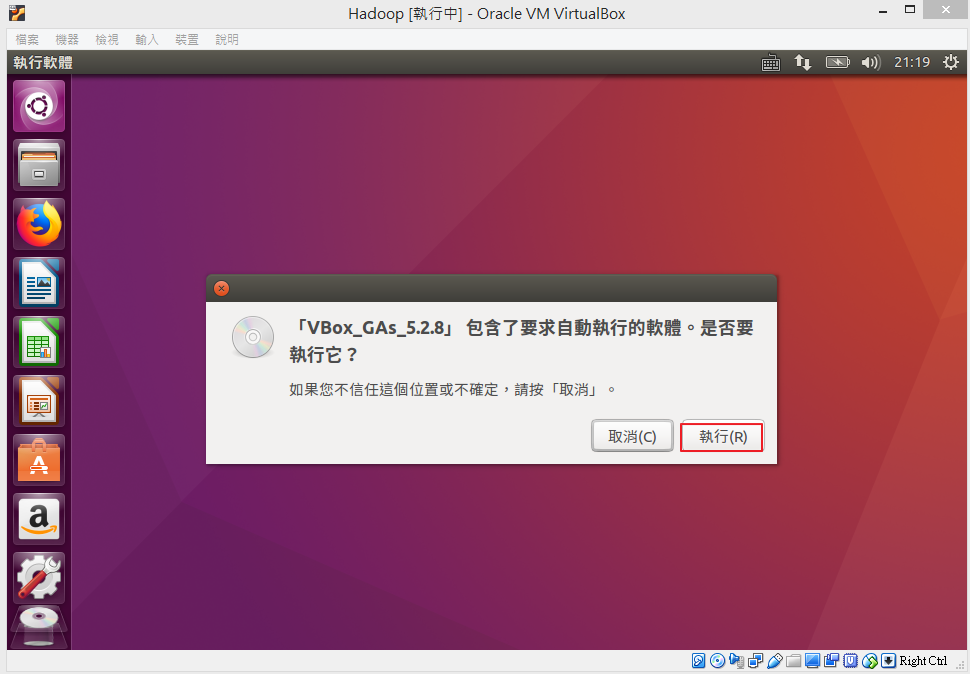 Hadoop [執行中] - Oracle VM VirtualBox
檔案 機器 檢視 輸入 裝置 說明
執行軟體 21:19
「VBox_GAs_5.2.8」 包含了要求自動執行的軟體。是否要
執行它？
如果您不信任這個位置或不確定，請按「取消」。
取消(C) 執行(R)
Right Ctrl